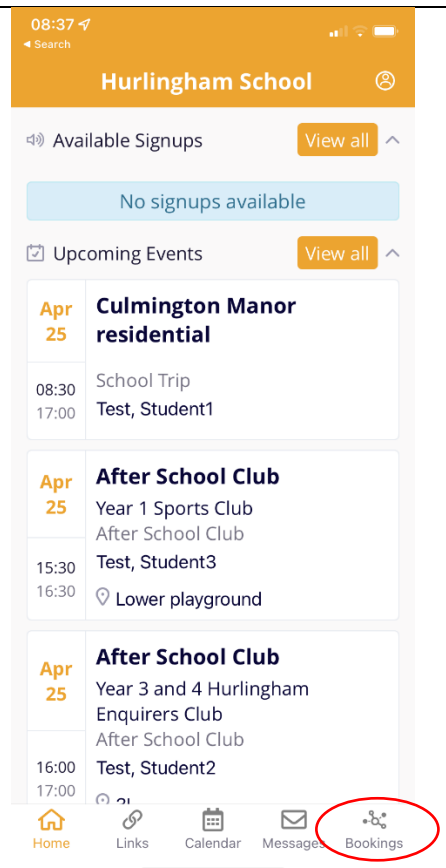 08:37
◄ Search
Hurlingham School
Available Signups
View all
No signups available
Upcoming Events
View all
Apr
25
Culmington Manor
residential
08:30
17:00
School Trip
Test, Student1
Apr
25
After School Club
Year 1 Sports Club
After School Club
15:30
16:30
Test, Student3
Lower playground
Apr
25
After School Club
Year 3 and 4 Hurlingham
Enquirers Club
After School Club
16:00
17:00
Test, Student2
Home
Links
Calendar
Messages
Bookings